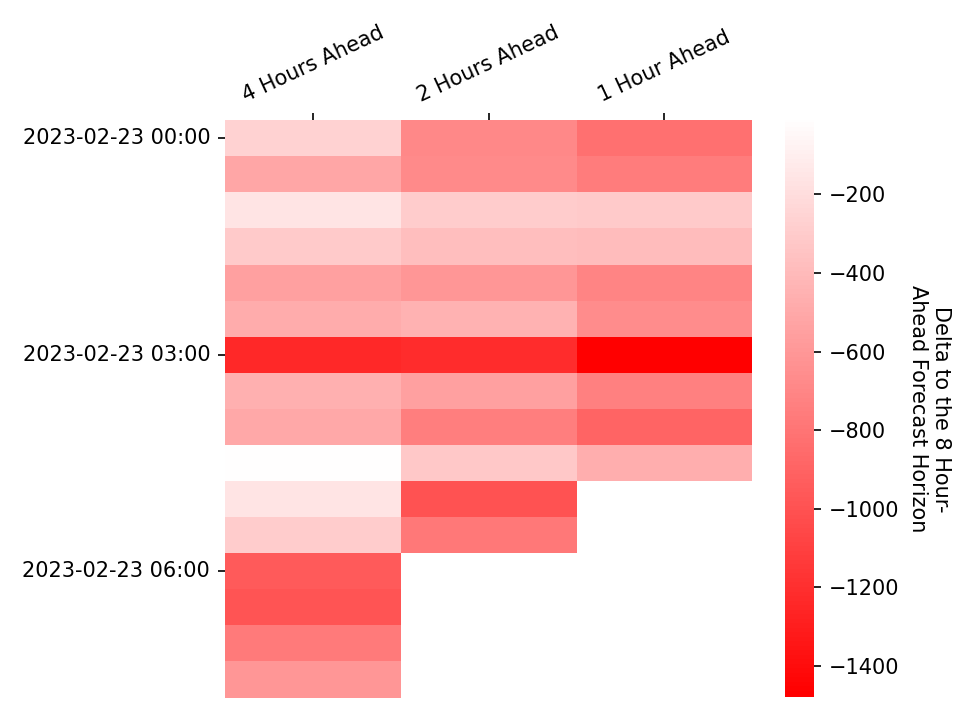 4 Hours Ahead
2 Hours Ahead
1 Hour Ahead
2023-02-23 00:00
2023-02-23 03:00
2023-02-23 06:00
−200
−400
−600
−800
−1000
−1200
−1400
Delta to the 8 Hour-
Ahead Forecast Horizon